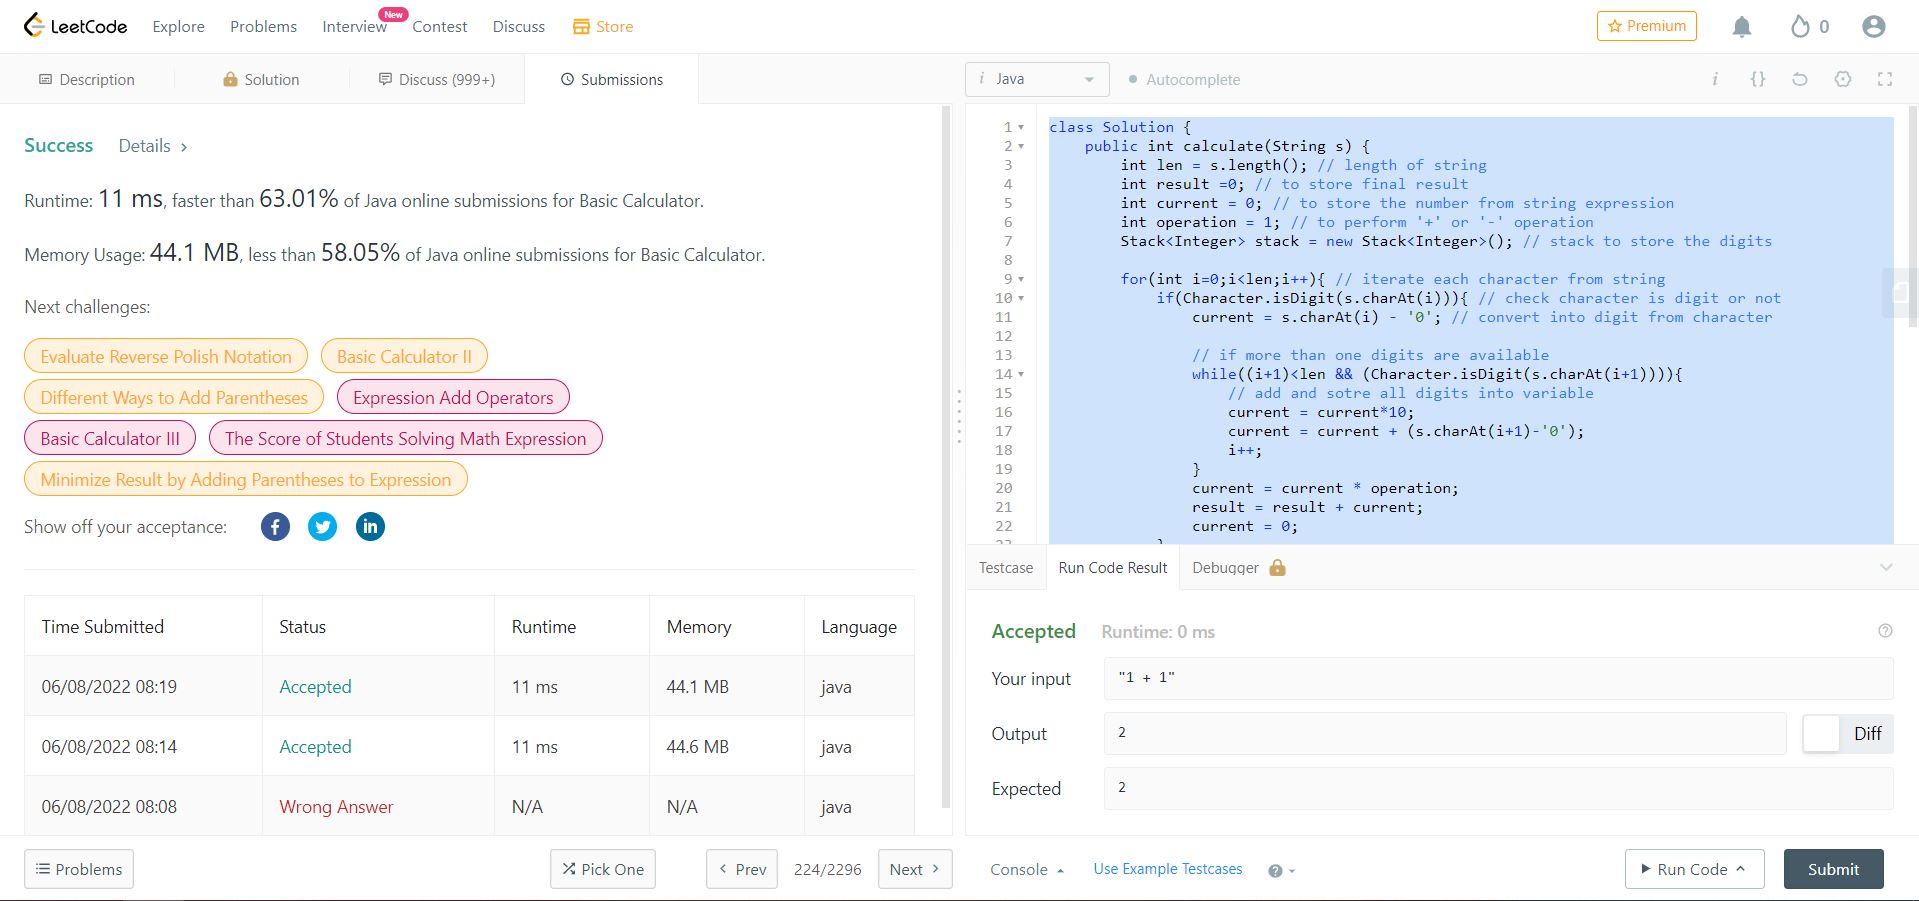 LeetCode Explore Problems Interview New Contest Discuss Store Premium 0
Description Solution Discuss (999+) Submissions
i Java Autocomplete i {}
Success Details >
Runtime: 11 ms, faster than 63.01% of Java online submissions for Basic Calculator.
Memory Usage: 44.1 MB, less than 58.05% of Java online submissions for Basic Calculator.
Next challenges:
Evaluate Reverse Polish Notation Basic Calculator II
Different Ways to Add Parentheses Expression Add Operators
Basic Calculator III The Score of Students Solving Math Expression
Minimize Result by Adding Parentheses to Expression
Show off your acceptance:
Time Submitted Status Runtime Memory Language
06/08/2022 08:19 Accepted 11 ms 44.1 MB java
06/08/2022 08:14 Accepted 11 ms 44.6 MB java
06/08/2022 08:08 Wrong Answer N/A N/A java
1 class Solution {
2 public int calculate(String s) {
3 int len = s.length(); // length of string
4 int result =0; // to store final result
5 int current = 0; // to store the number from string expression
6 int operation = 1; // to perform '+' or '-' operation
7 Stack<Integer> stack = new Stack<Integer>(); // stack to store the digits
8
9 for(int i=0;i<len;i++){ // iterate each character from string
10 if(Character.isDigit(s.charAt(i))){ // check character is digit or not
11 current = s.charAt(i) - '0'; // convert into digit from character
12
13 // if more than one digits are available
14 while((i+1)<len && (Character.isDigit(s.charAt(i+1)))){
15 // add and sotre all digits into variable
16 current = current*10;
17 current = current + (s.charAt(i+1)-'0');
18 i++;
19 }
20 current = current * operation;
21 result = result + current;
22 current = 0;
Testcase Run Code Result Debugger
Accepted Runtime: 0 ms
Your input "1 + 1"
Output 2 Diff
Expected 2
Problems Pick One < Prev 224/2296 Next > Console Use Example Testcases Run Code Submit